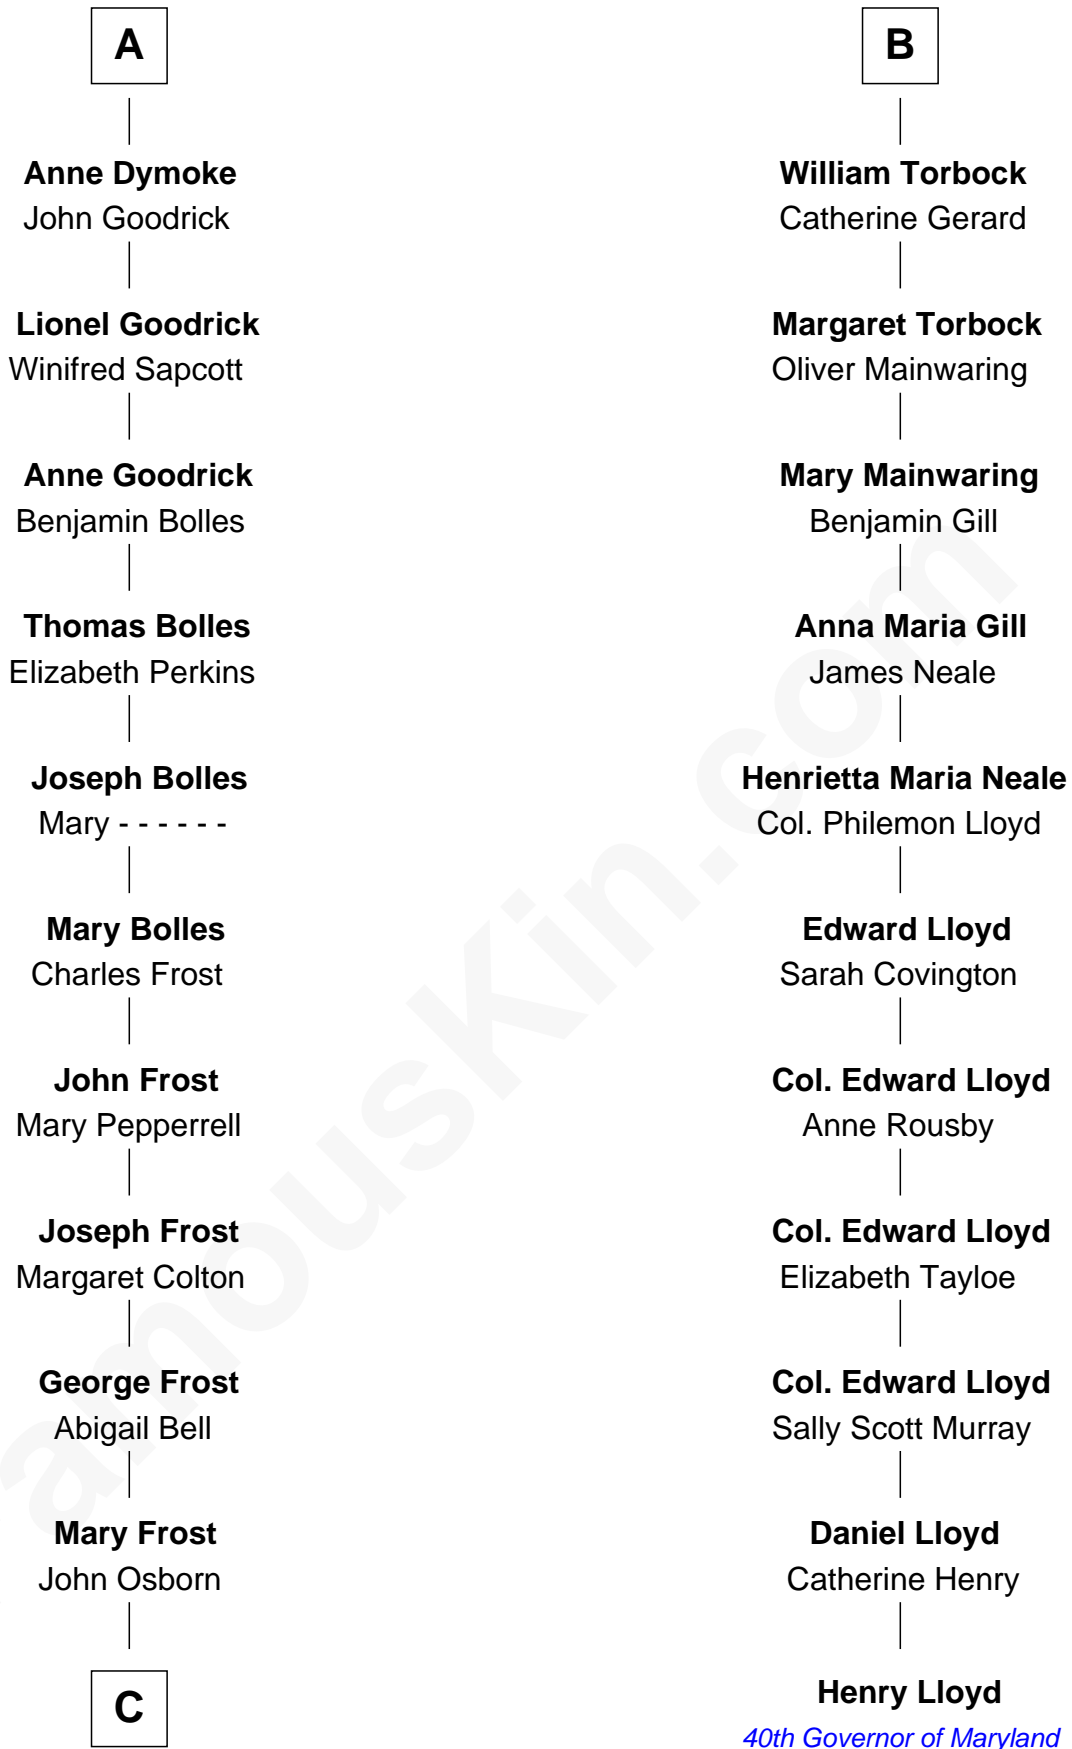 A
Anne Dymoke
John Goodrick
Lionel Goodrick
Winifred Sapcott
Anne Goodrick
Benjamin Bolles
Thomas Bolles
Elizabeth Perkins
Joseph Bolles
Mary - - - - - -
Mary Bolles
Charles Frost
John Frost
Mary Pepperrell
Joseph Frost
Margaret Colton
George Frost
Abigail Bell
Mary Frost
John Osborn
C
B
William Torbock
Catherine Gerard
Margaret Torbock
Oliver Mainwaring
Mary Mainwaring
Benjamin Gill
Anna Maria Gill
James Neale
Henrietta Maria Neale
Col. Philemon Lloyd
Edward Lloyd
Sarah Covington
Col. Edward Lloyd
Anne Rousby
Col. Edward Lloyd
Elizabeth Tayloe
Col. Edward Lloyd
Sally Scott Murray
Daniel Lloyd
Catherine Henry
Henry Lloyd
40th Governor of Maryland
amouskin.com